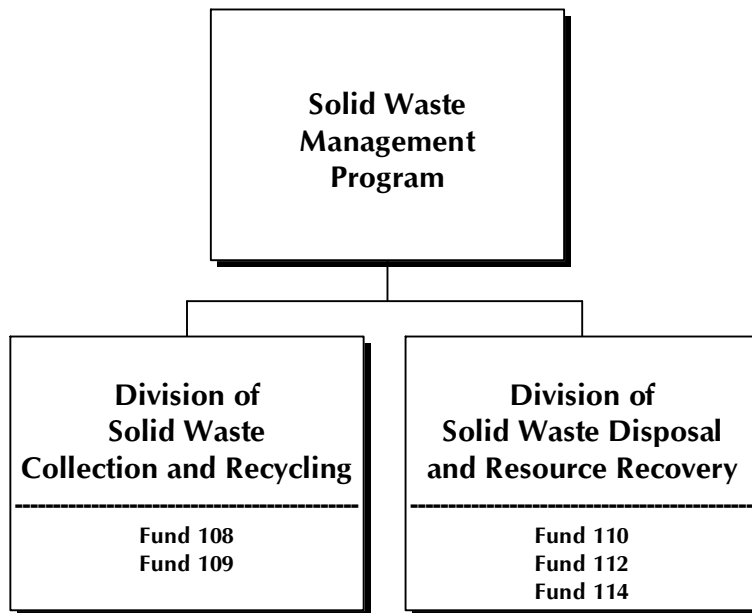 Solid Waste
Management
Program
Division of
Solid Waste
Collection and Recycling
Fund 108
Fund 109
Division of
Solid Waste Disposal
and Resource Recovery
Fund 110
Fund 112
Fund 114